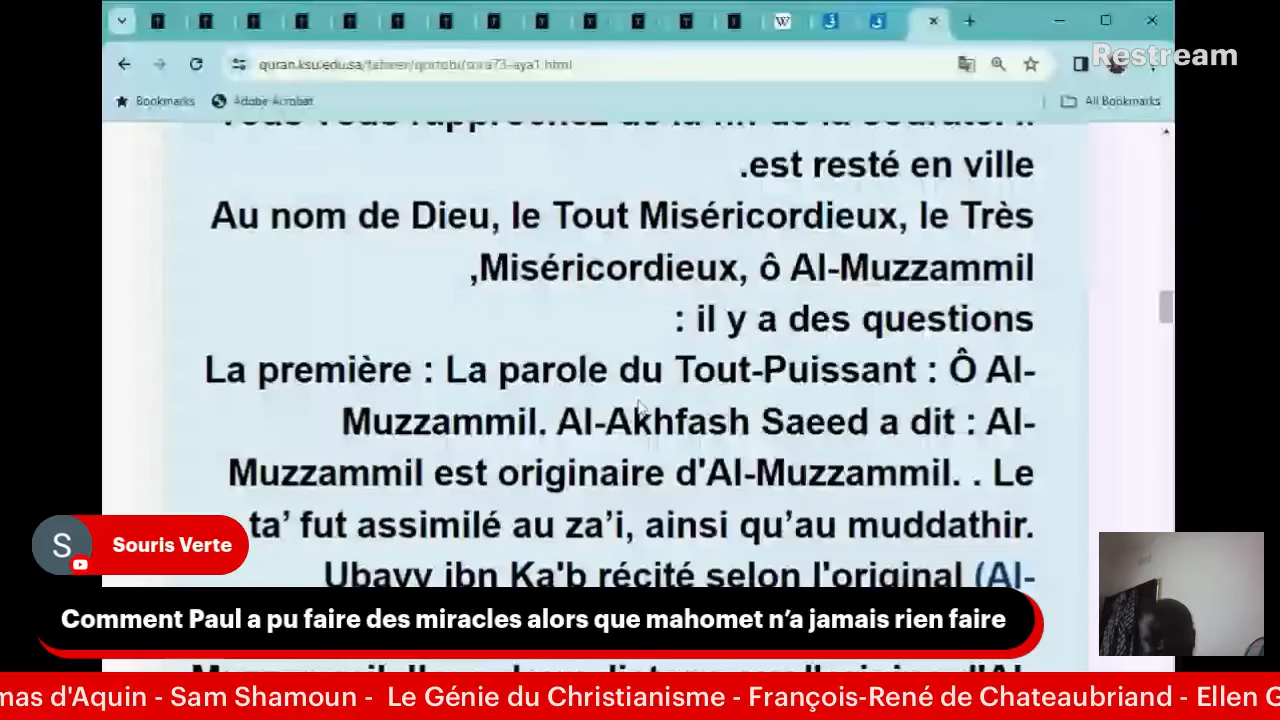 Restream
quran.ksu.edu.sa/tafseer/qortobi/sura73-aya1.html
Bookmarks
Adobe Acrobat
All Bookmarks
.est resté en ville
Au nom de Dieu, le Tout Miséricordieux, le Très
,Miséricordieux, ô Al-Muzzammil
: il y a des questions
La première : La parole du Tout-Puissant : Ô Al-
Muzzammil. Al-Akhfash Saeed a dit : Al-
Muzzammil est originaire d'Al-Muzzammil. . Le
ta’ fut assimilé au za’i, ainsi qu’au muddathir.
Ubayy ibn Ka'b récité selon l'original (Al-
S
Souris Verte
Comment Paul a pu faire des miracles alors que mahomet n’a jamais rien faire
mas d'Aquin - Sam Shamoun - Le Génie du Christianisme - François-René de Chateaubriand - Ellen G